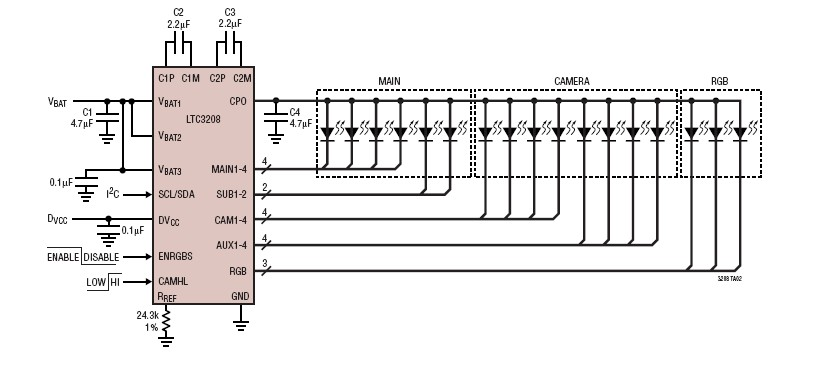 C2
2.2µF
C3
2.2µF
C1P C1M C2P C2M
MAIN
CAMERA
RGB
VBAT
C1
4.7µF
VBAT1
LTC3208
CPO
C4
4.7µF
VBAT2
VBAT3
0.1µF
MAIN1-4
4
I²C
SCL/SDA
SUB1-2
2
DVCC
0.1µF
DVCC
CAM1-4
4
AUX1-4
4
ENABLE DISABLE
ENRGBS
RGB
3
LOW HI
CAMHL
RREF
GND
3208 TA02
24.3k
1%